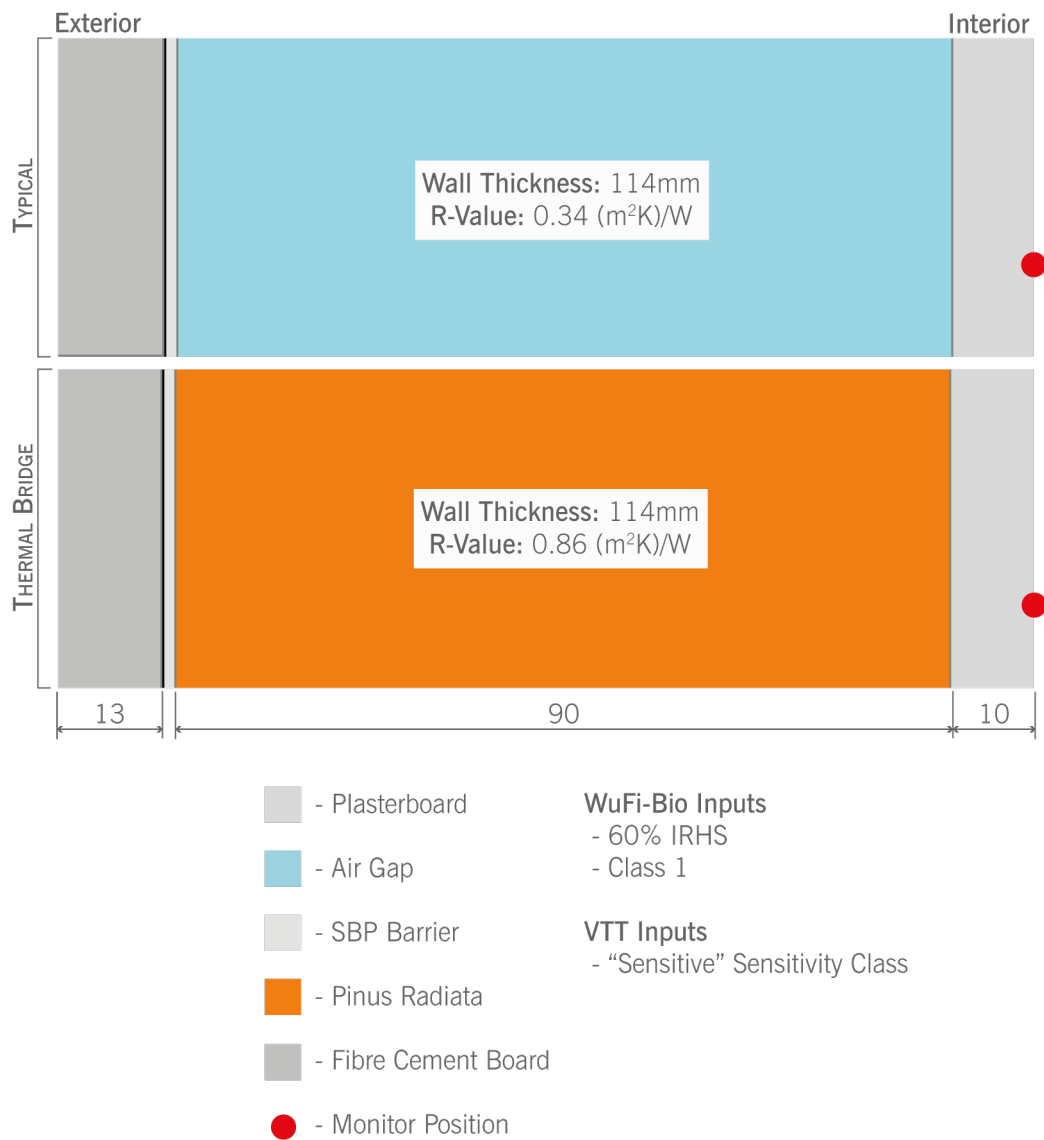 Exterior
Interior
TYPICAL
Wall Thickness: 114mm
R-Value: 0.34 (m²K)/W
THERMAL BRIDGE
Wall Thickness: 114mm
R-Value: 0.86 (m²K)/W
13
90
10
- Plasterboard
- Air Gap
- SBP Barrier
- Pinus Radiata
- Fibre Cement Board
- Monitor Position
WuFi-Bio Inputs
- 60% IRHS
- Class 1
VTT Inputs
- “Sensitive” Sensitivity Class